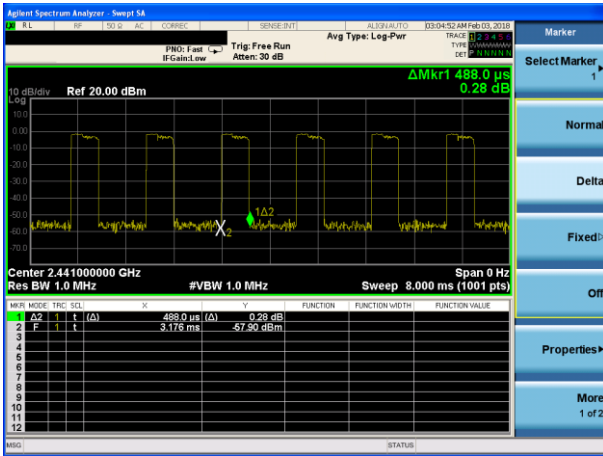 Agilent Spectrum Analyzer - Swept SA
RL RF 50 Ω AC CORREC SENSE:INT ALIGNAUTO 03:04:52 AM Feb 03, 2018
Avg Type: Log-Pwr
TRACE 1 2 3 4 5 6
TYPE
DET P N N N N N
PNO: Fast
IFGain:Low
Trig: Free Run
Atten: 30 dB
ΔMkr1 488.0 µs
0.28 dB
10 dB/div Ref 20.00 dBm
Log
10.0
0.00
-10.0
-20.0
-30.0
-40.0
-50.0
-60.0
-70.0
1Δ2
X2
Center 2.441000000 GHz Span 0 Hz
Res BW 1.0 MHz #VBW 1.0 MHz Sweep 8.000 ms (1001 pts)
MKR MODE TRC SCL X Y FUNCTION FUNCTION WIDTH FUNCTION VALUE
1 Δ2 1 t (Δ) 488.0 µs (Δ) 0.28 dB
2 F 1 t 3.176 ms -57.90 dBm
3
4
5
6
7
8
9
10
11
12
MSG STATUS
Marker
Select Marker
1
Normal
Delta
Fixed
Off
Properties
More
1 of 2